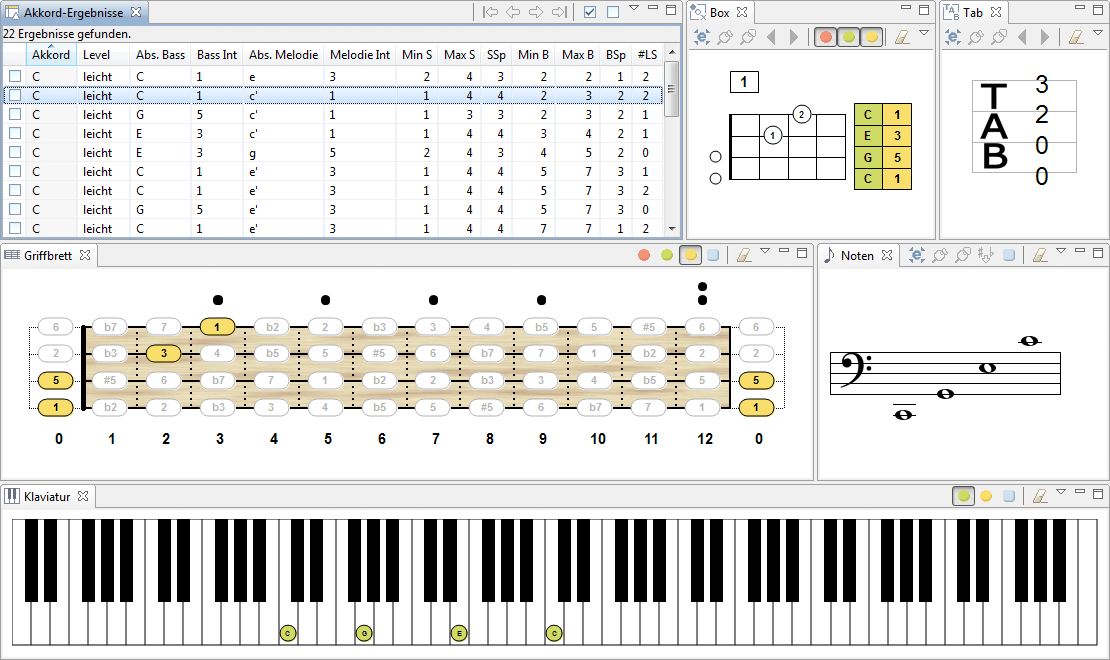 Akkord-Ergebnisse
22 Ergebnisse gefunden.
Akkord Level Abs. Bass Bass Int Abs. Melodie Melodie Int Min S Max S SSp Min B Max B BSp #LS
C leicht C 1 e 3 2 4 3 2 2 1 2
C leicht C 1 c' 1 1 4 4 2 3 2 2
C leicht G 5 c' 1 1 3 3 2 3 2 1
C leicht E 3 c' 1 1 4 4 3 4 2 1
C leicht E 3 g 5 2 4 3 4 5 2 0
C leicht C 1 e' 3 1 4 4 5 7 3 1
C leicht C 1 e' 3 1 4 4 5 7 3 2
C leicht G 5 e' 3 1 4 4 5 7 3 0
C leicht C 1 e' 3 1 4 4 7 7 1 2
Box
1
2
1
C 1
E 3
G 5
C 1
Tab
TAB
3
2
0
0
Griffbrett
6 b7 7 1 b2 2 b3 3 4 b5 5 #5 6 6
2 b3 3 4 b5 5 #5 6 b7 7 1 b2 2 2
5 #5 6 b7 7 1 b2 2 b3 3 4 b5 5 5
1 b2 2 b3 3 4 b5 5 #5 6 b7 7 1 1
0 1 2 3 4 5 6 7 8 9 10 11 12 0
Noten
Klaviatur
C G E C